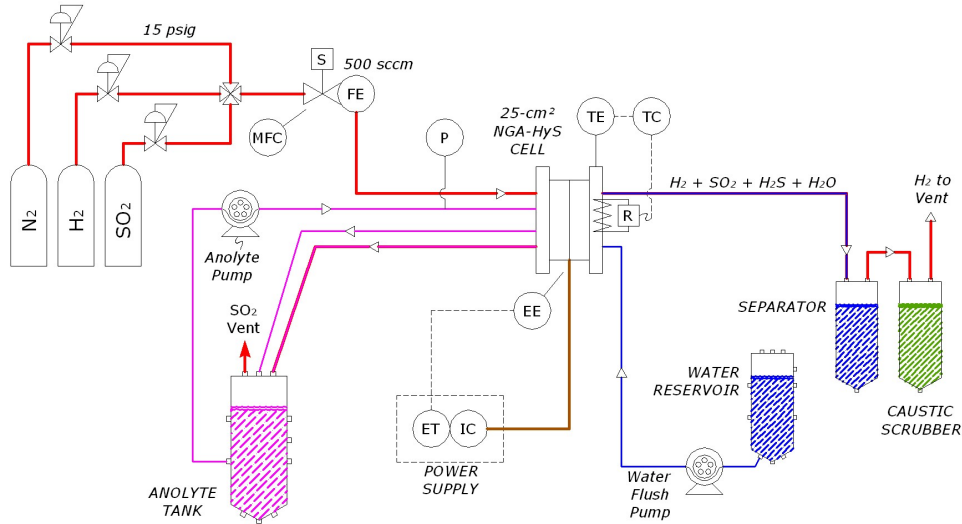 15 psig
S
500 sccm
FE
MFC
P
25-cm²
NGA-HyS
CELL
TE
TC
N₂
H₂
SO₂
H₂ + SO₂ + H₂S + H₂O
H₂ to
Vent
R
Anolyte
Pump
SO₂
Vent
EE
SEPARATOR
WATER
RESERVOIR
CAUSTIC
SCRUBBER
ET
IC
POWER
SUPPLY
Water
Flush
Pump
ANOLYTE
TANK